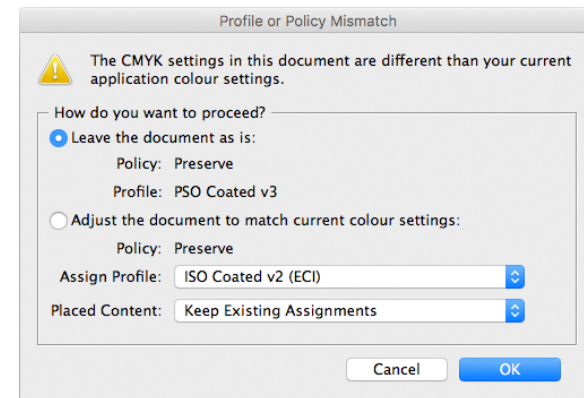 Profile or Policy Mismatch
The CMYK settings in this document are different than your current
application colour settings.
How do you want to proceed?
Leave the document as is:
Policy: Preserve
Profile: PSO Coated v3
Adjust the document to match current colour settings:
Policy: Preserve
Assign Profile: ISO Coated v2 (ECI)
Placed Content: Keep Existing Assignments
Cancel OK